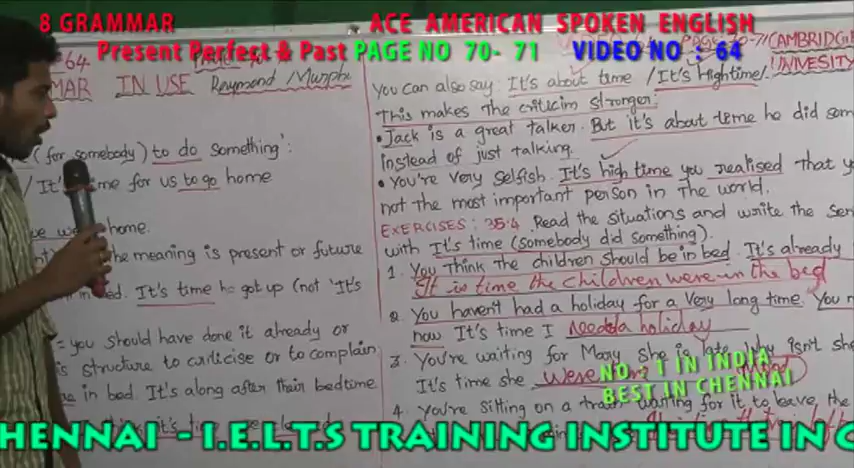 8 GRAMMAR
ACE AMERICAN SPOKEN ENGLISH
Present Perfect & Past PAGE NO 70- 71 VIDEO NO : 64
64
CAMBRIDGE
IN USE Raymond Murphy
UNIVESITY
(for somebody) to do something':
me for us to go home
home.
the meaning is present or future
bed. It's time he got up (not 'It's
= you should have done it already or
is structure to criticise or to complain
in bed. It's along after their bedtime
You can also say: It's about time / It's High time/.
This makes the criticim stronger:
• Jack is a great talker. But it's about time he did som
instead of just talking.
• You're very selfish. It's high time you realised that y
not the most important person in the world.
EXERCISES: 35.4 Read the situations and write the sen
with It's time (somebody did something).
1. You Think the children should be in bed. It's already
It is time the children were in the bed
2. You haven't had a holiday for a very long time. You n
now It's time I needda holiday
3. You're waiting for Mary. She is late. Why isn't she
It's time she were
4. You're sitting on a train waiting for it to leave, the
NO - 1 IN INDIA
BEST IN CHENNAI
HENNAI - I.E.L.T.S TRAINING INSTITUTE IN C